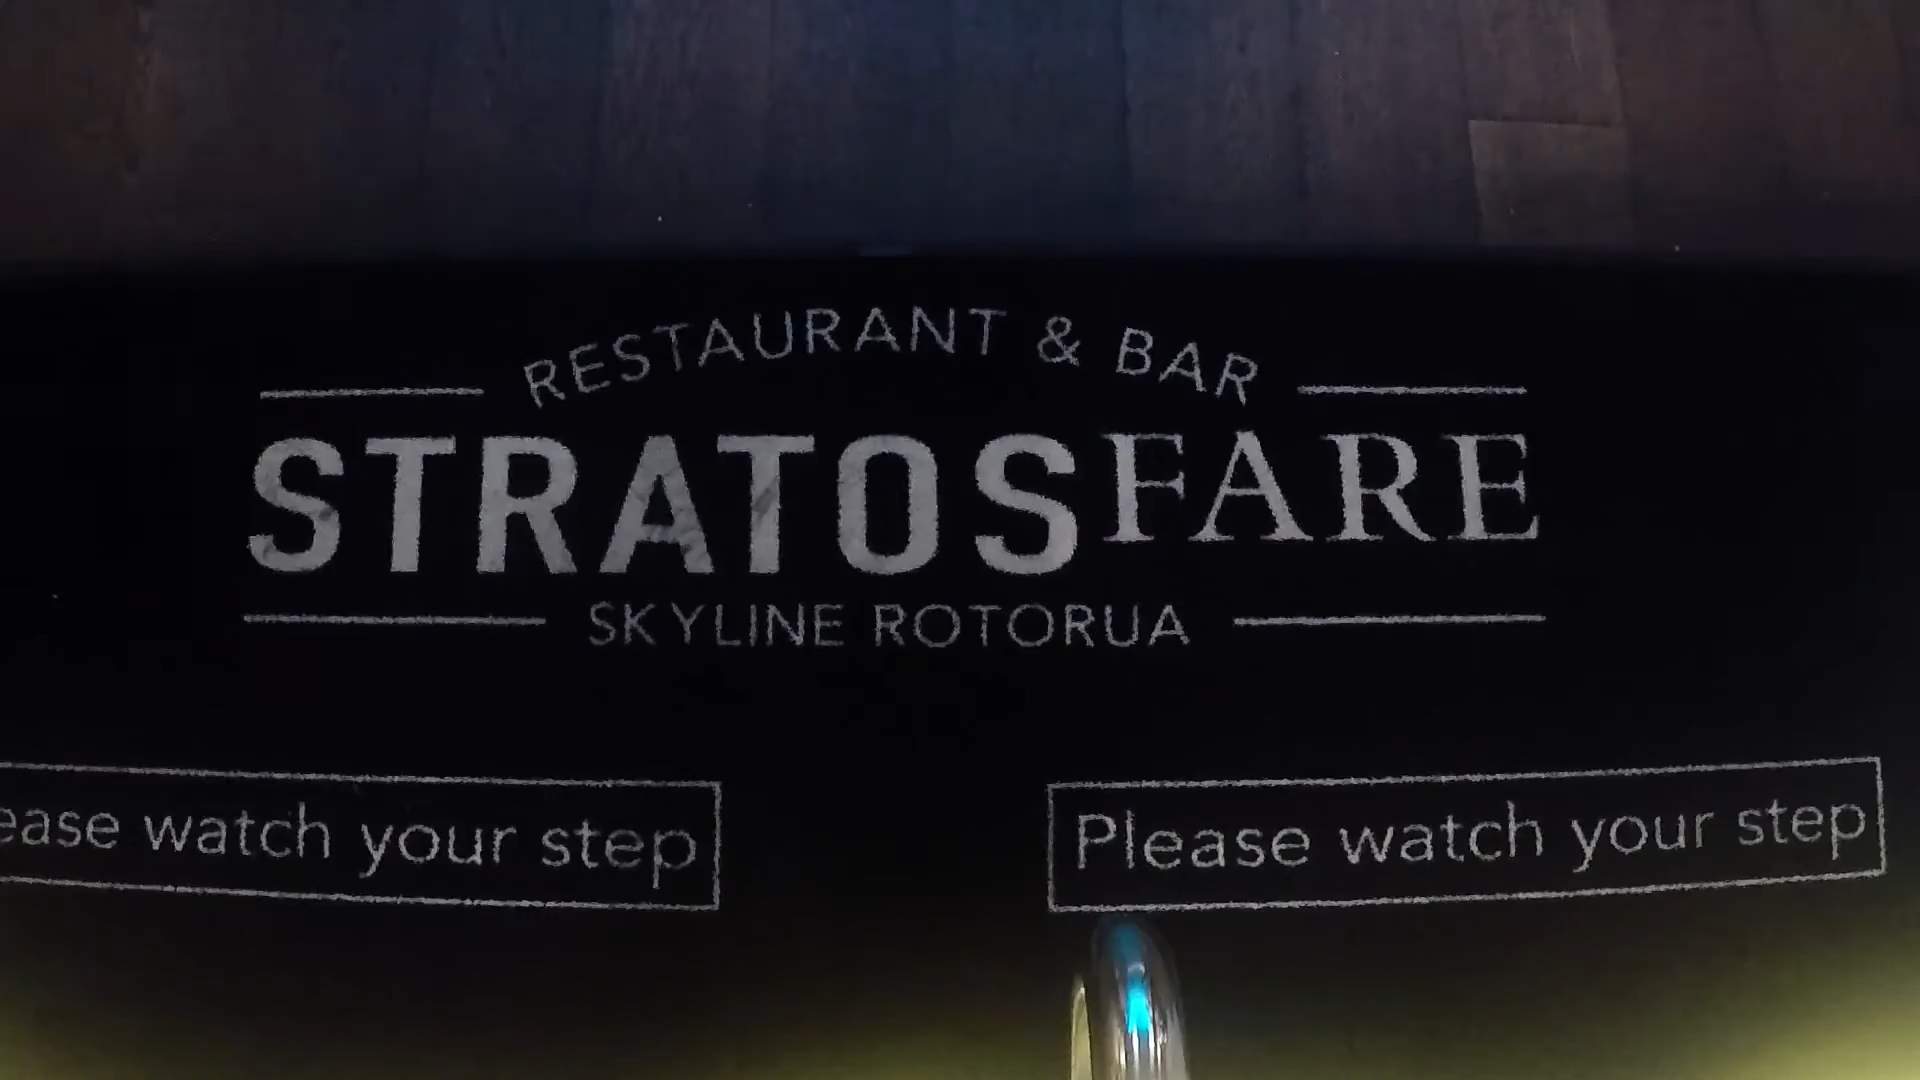 RESTAURANT & BAR
STRATOSFARE
SKYLINE ROTORUA
ease watch your step
Please watch your step